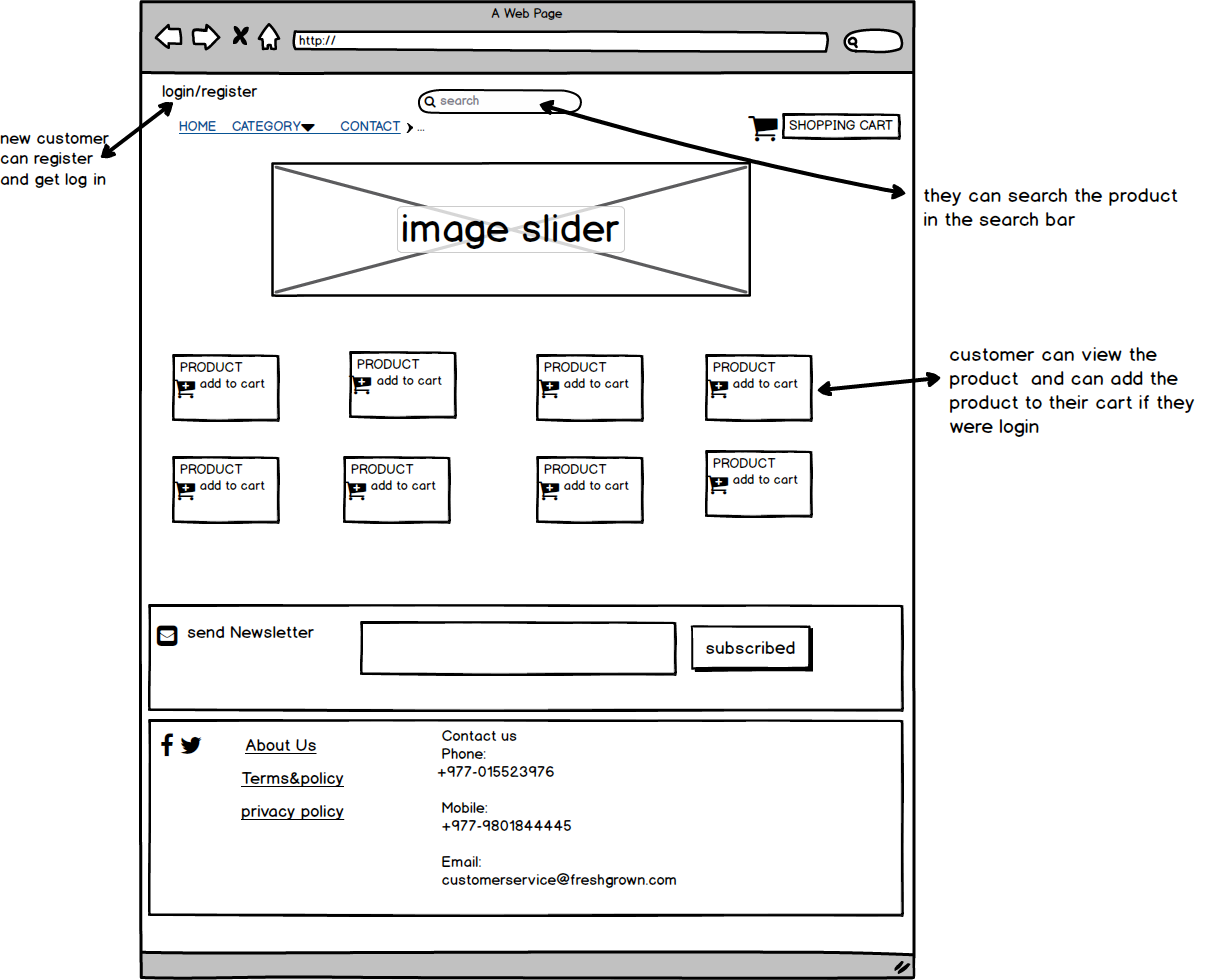 A Web Page
http://
login/register
search
HOME CATEGORY CONTACT ...
SHOPPING CART
new customer
can register
and get log in
they can search the product
in the search bar
image slider
customer can view the
product and can add the
product to their cart if they
were login
PRODUCT
add to cart
PRODUCT
add to cart
PRODUCT
add to cart
PRODUCT
add to cart
PRODUCT
add to cart
PRODUCT
add to cart
PRODUCT
add to cart
PRODUCT
add to cart
send Newsletter
subscribed
About Us
Terms&policy
privacy policy
Contact us
Phone:
+977-015523976
Mobile:
+977-9801844445
Email:
customerservice@freshgrown.com